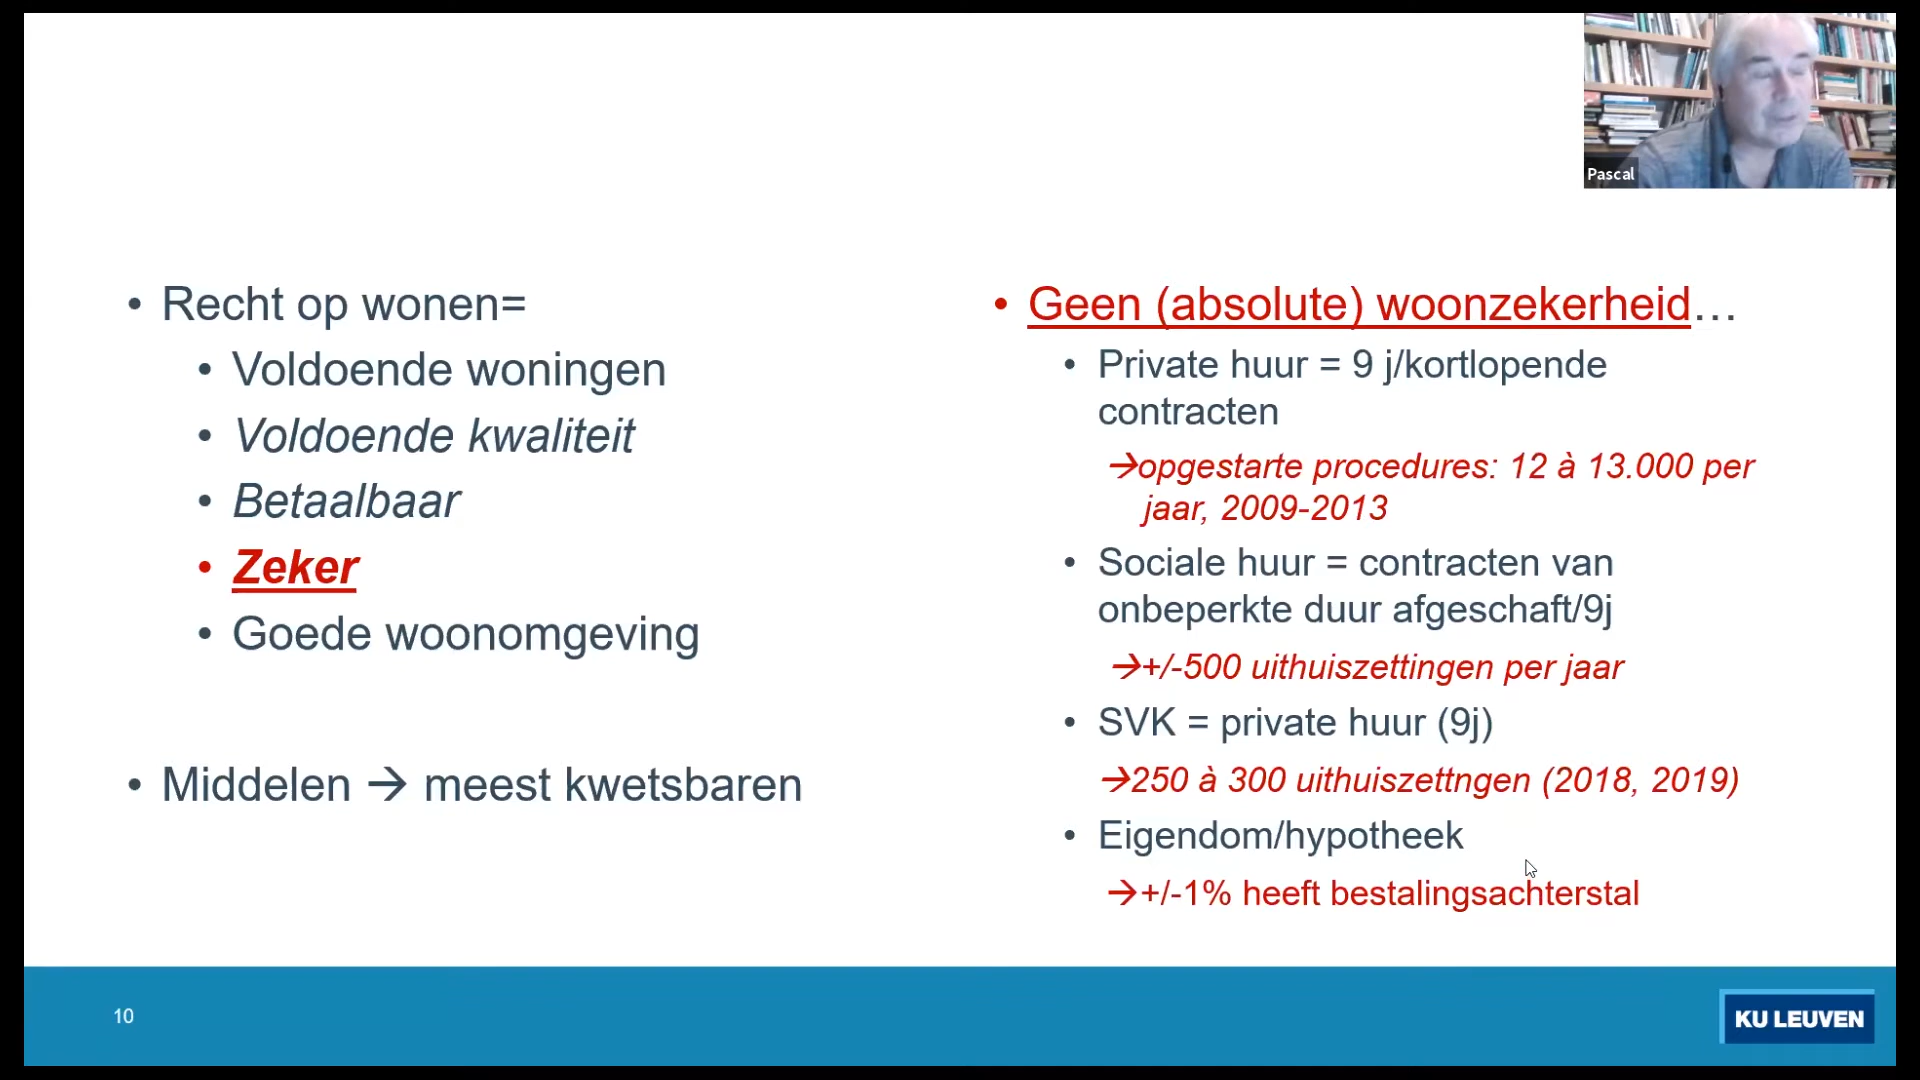 Pascal
• Recht op wonen=
• Voldoende woningen
• Voldoende kwaliteit
• Betaalbaar
• Zeker
• Goede woonomgeving
• Middelen → meest kwetsbaren
• Geen (absolute) woonzekerheid…
• Private huur = 9 j/kortlopende
contracten
→opgestarte procedures: 12 à 13.000 per
jaar, 2009-2013
• Sociale huur = contracten van
onbeperkte duur afgeschaft/9j
→+/-500 uithuiszettingen per jaar
• SVK = private huur (9j)
→250 à 300 uithuiszettngen (2018, 2019)
• Eigendom/hypotheek
→+/-1% heeft bestalingsachterstal
10
KU LEUVEN